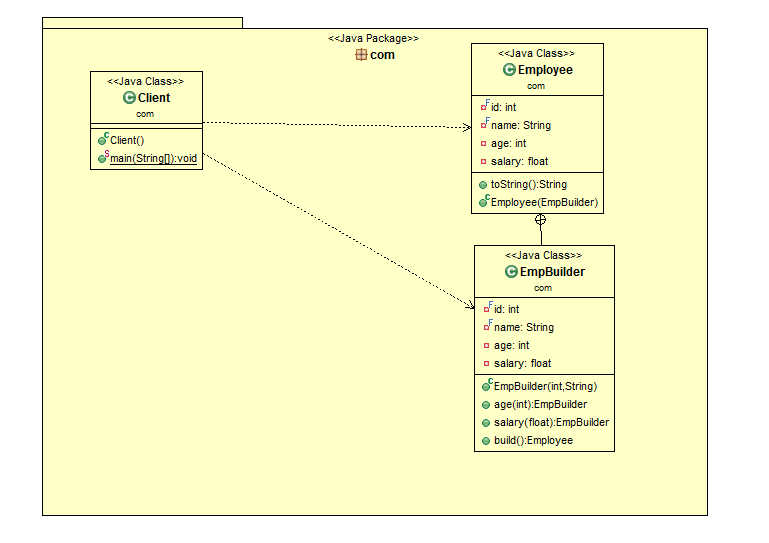 <<Java Package>>
com
<<Java Class>>
Client
com
Client()
main(String[]):void
<<Java Class>>
Employee
com
id: int
name: String
age: int
salary: float
toString():String
Employee(EmpBuilder)
<<Java Class>>
EmpBuilder
com
id: int
name: String
age: int
salary: float
EmpBuilder(int,String)
age(int):EmpBuilder
salary(float):EmpBuilder
build():Employee